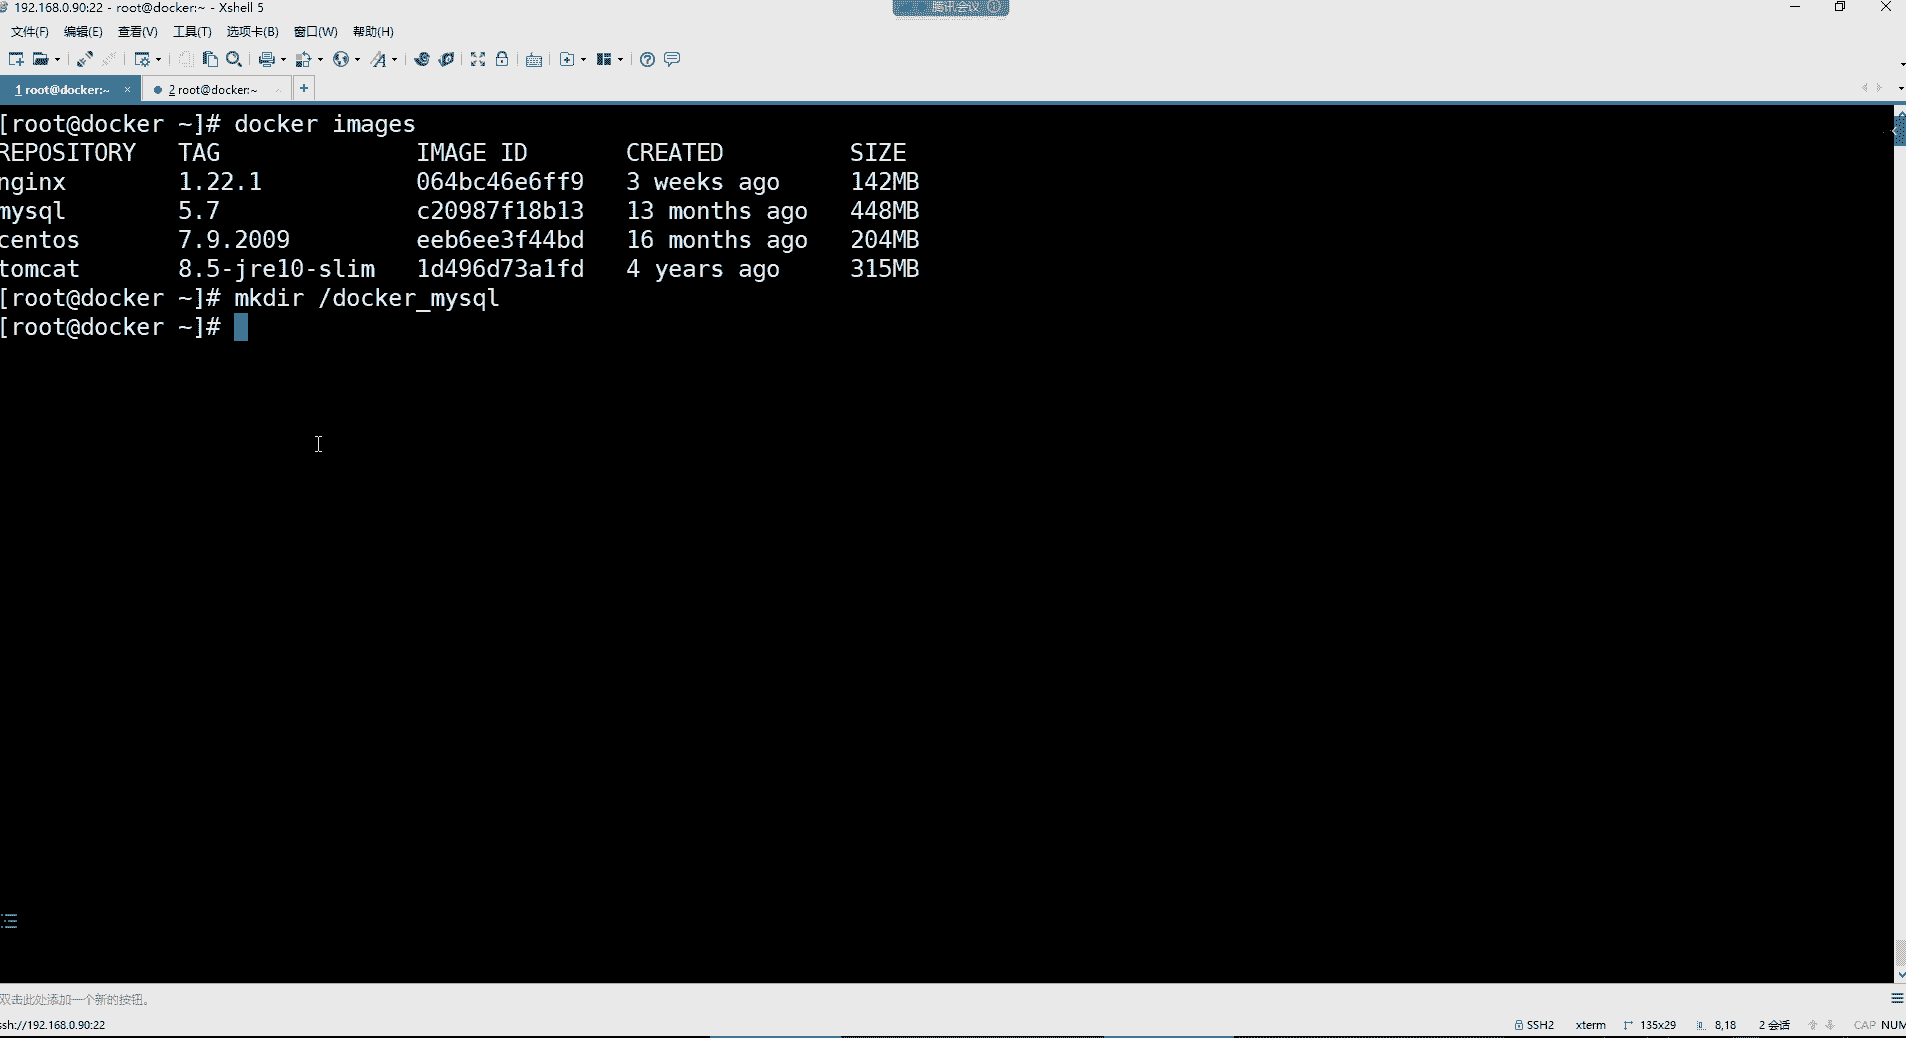 192.168.0.90:22 - root@docker:~ - Xshell 5
腾讯会议
文件(F) 编辑(E) 查看(V) 工具(T) 选项卡(B) 窗口(W) 帮助(H)
1 root@docker:~ × 2 root@docker:~ +
[root@docker ~]# docker images
REPOSITORY TAG IMAGE ID CREATED SIZE
nginx 1.22.1 064bc46e6ff9 3 weeks ago 142MB
mysql 5.7 c20987f18b13 13 months ago 448MB
centos 7.9.2009 eeb6ee3f44bd 16 months ago 204MB
tomcat 8.5-jre10-slim 1d496d73a1fd 4 years ago 315MB
[root@docker ~]# mkdir /docker_mysql
[root@docker ~]#
双击此处添加一个新的按钮。
ssh://192.168.0.90:22 SSH2 xterm 135x29 8,18 2 会话 CAP NUM